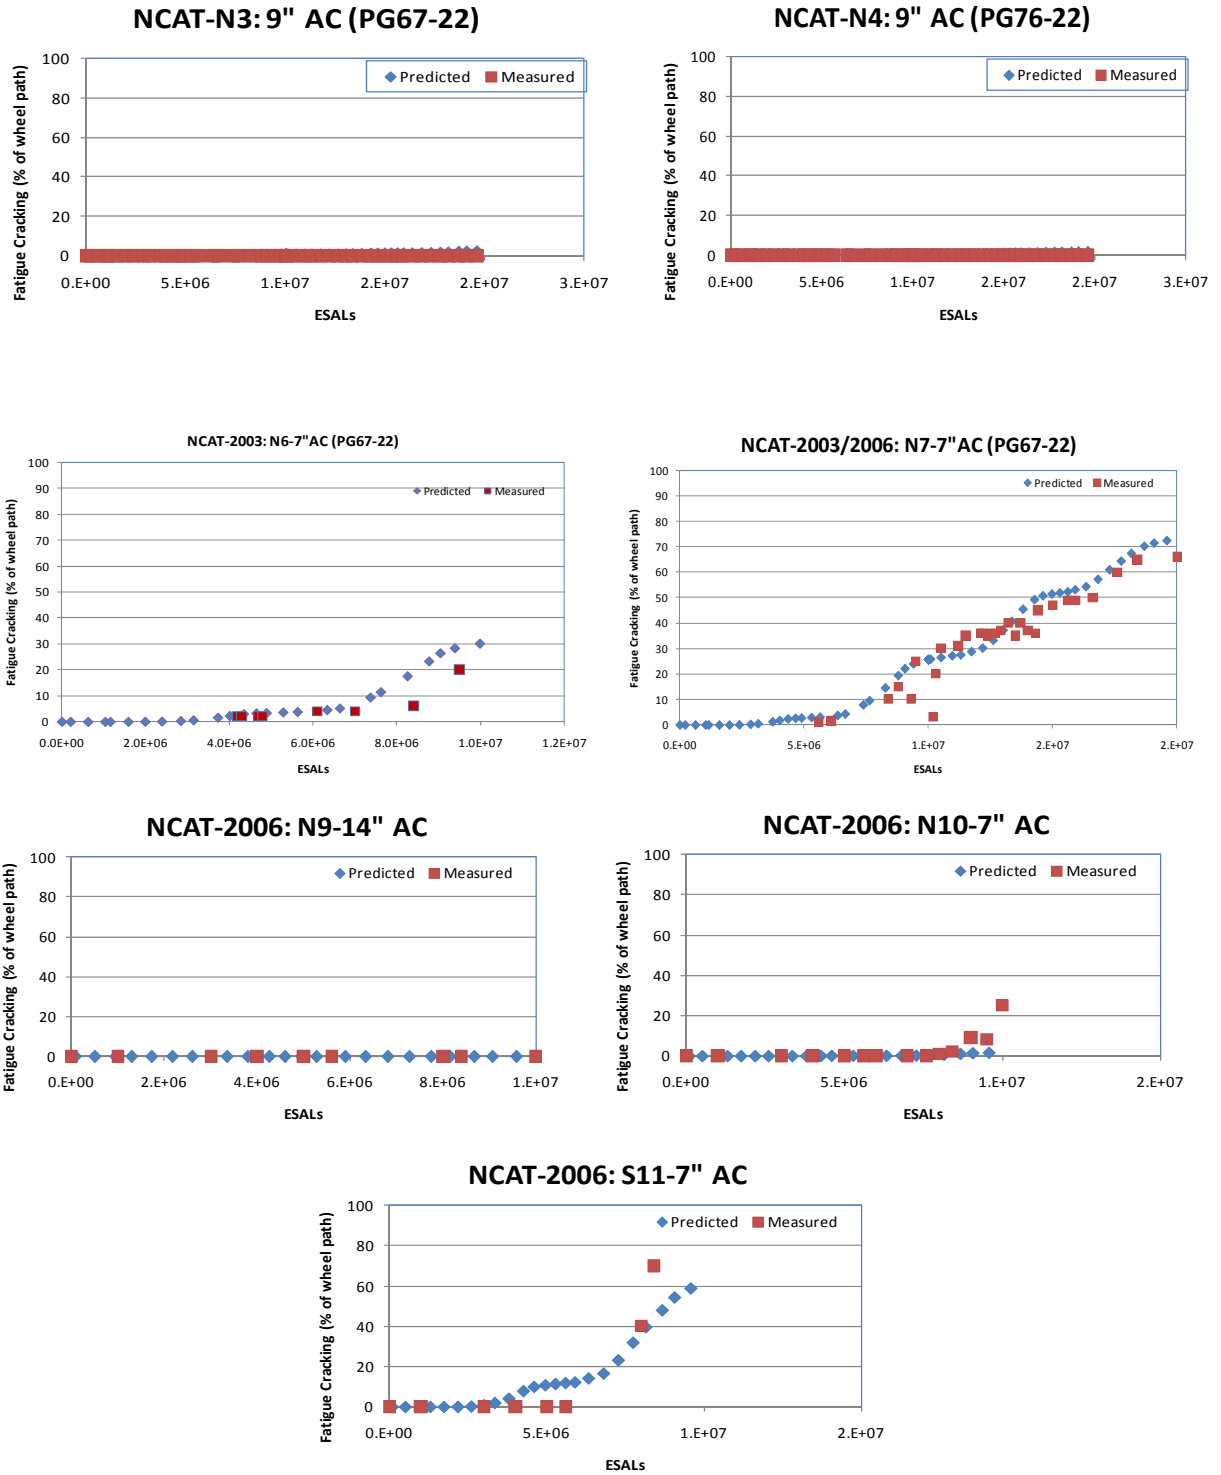 NCAT-N3: 9" AC (PG67-22)
Fatigue Cracking (% of wheel path)
100
80
60
40
20
0
Predicted Measured
0.E+00 5.E+06 1.E+07 2.E+07 2.E+07 3.E+07
ESALs
NCAT-N4: 9" AC (PG76-22)
Fatigue Cracking (% of wheel path)
100
80
60
40
20
0
Predicted Measured
0.E+00 5.E+06 1.E+07 2.E+07 2.E+07 3.E+07
ESALs
NCAT-2003: N6-7"AC (PG67-22)
Fatigue Cracking (% of wheel path)
100
90
80
70
60
50
40
30
20
10
0
Predicted Measured
0.0E+00 2.0E+06 4.0E+06 6.0E+06 8.0E+06 1.0E+07 1.2E+07
ESALs
NCAT-2003/2006: N7-7"AC (PG67-22)
Fatigue Cracking (% of wheel path)
100
90
80
70
60
50
40
30
20
10
0
Predicted Measured
0.E+00 5.E+06 1.E+07 2.E+07 2.E+07
ESALs
NCAT-2006: N9-14" AC
Fatigue Cracking (% of wheel path)
100
80
60
40
20
0
Predicted Measured
0.E+00 2.E+06 4.E+06 6.E+06 8.E+06 1.E+07
ESALs
NCAT-2006: N10-7" AC
Fatigue Cracking (% of wheel path)
100
80
60
40
20
0
Predicted Measured
0.E+00 5.E+06 1.E+07 2.E+07
ESALs
NCAT-2006: S11-7" AC
Fatigue Cracking (% of wheel path)
100
80
60
40
20
0
Predicted Measured
0.E+00 5.E+06 1.E+07 2.E+07
ESALs